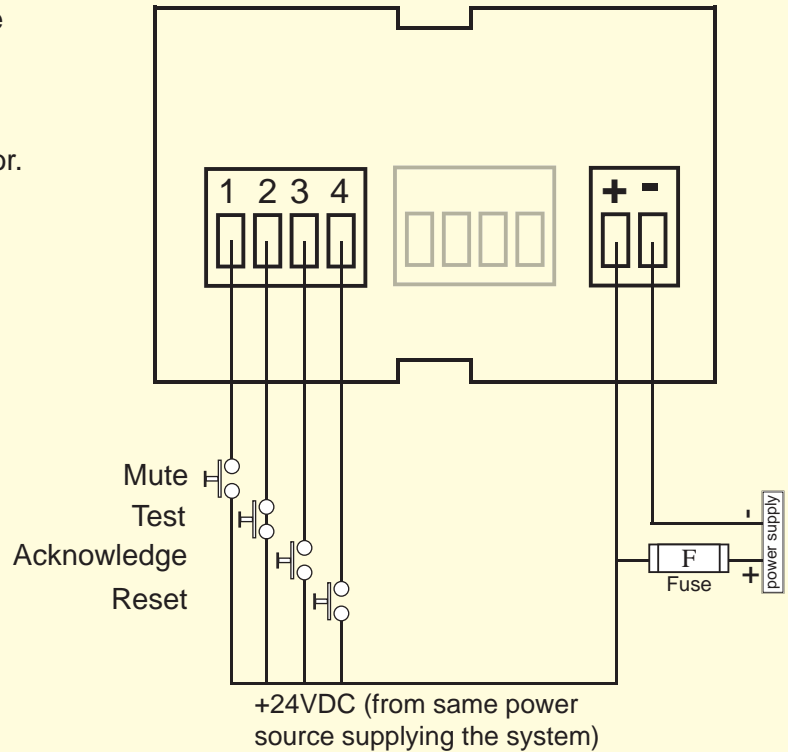 e
or.
1 2 3 4
+ -
Mute
Test
Acknowledge
Reset
-
power supply
F
+
Fuse
+24VDC (from same power
source supplying the system)